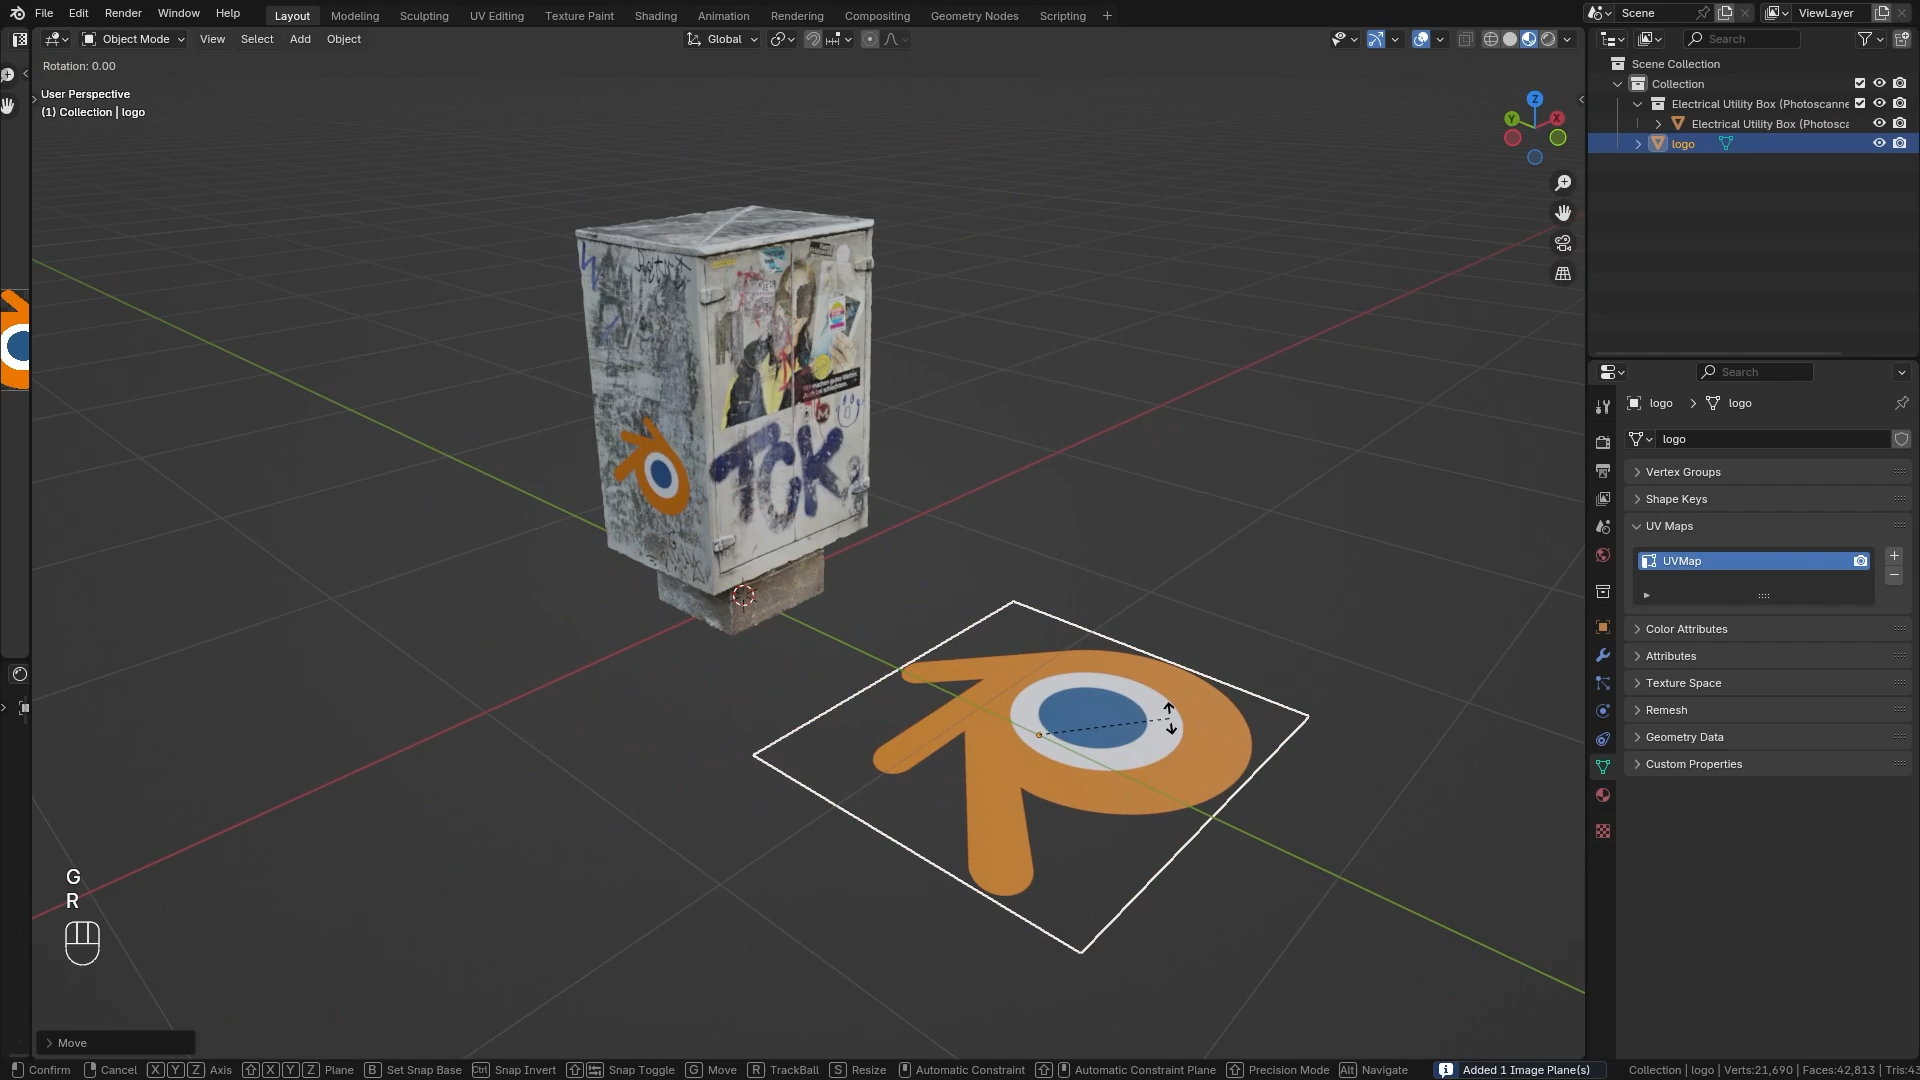 File Edit Render Window Help Layout Modeling Sculpting UV Editing Texture Paint Shading Animation Rendering Compositing Geometry Nodes Scripting + Scene ViewLayer
Object Mode View Select Add Object Global Search
Rotation: 0.00
User Perspective
(1) Collection | logo
Z
Y
X
TCK
Scene Collection
Collection
Electrical Utility Box (Photoscanne
Electrical Utility Box (Photosca
logo
Search
logo > logo
logo
Vertex Groups
Shape Keys
UV Maps
UVMap
Color Attributes
Attributes
Texture Space
Remesh
Geometry Data
Custom Properties
G
R
Move
Confirm Cancel X Y Z Axis X Y Z Plane B Set Snap Base Ctrl Snap Invert Snap Toggle G Move R TrackBall S Resize Automatic Constraint Automatic Constraint Plane Precision Mode Alt Navigate Added 1 Image Plane(s) Collection | logo | Verts:21,690 | Faces:42,813 | Tris:43